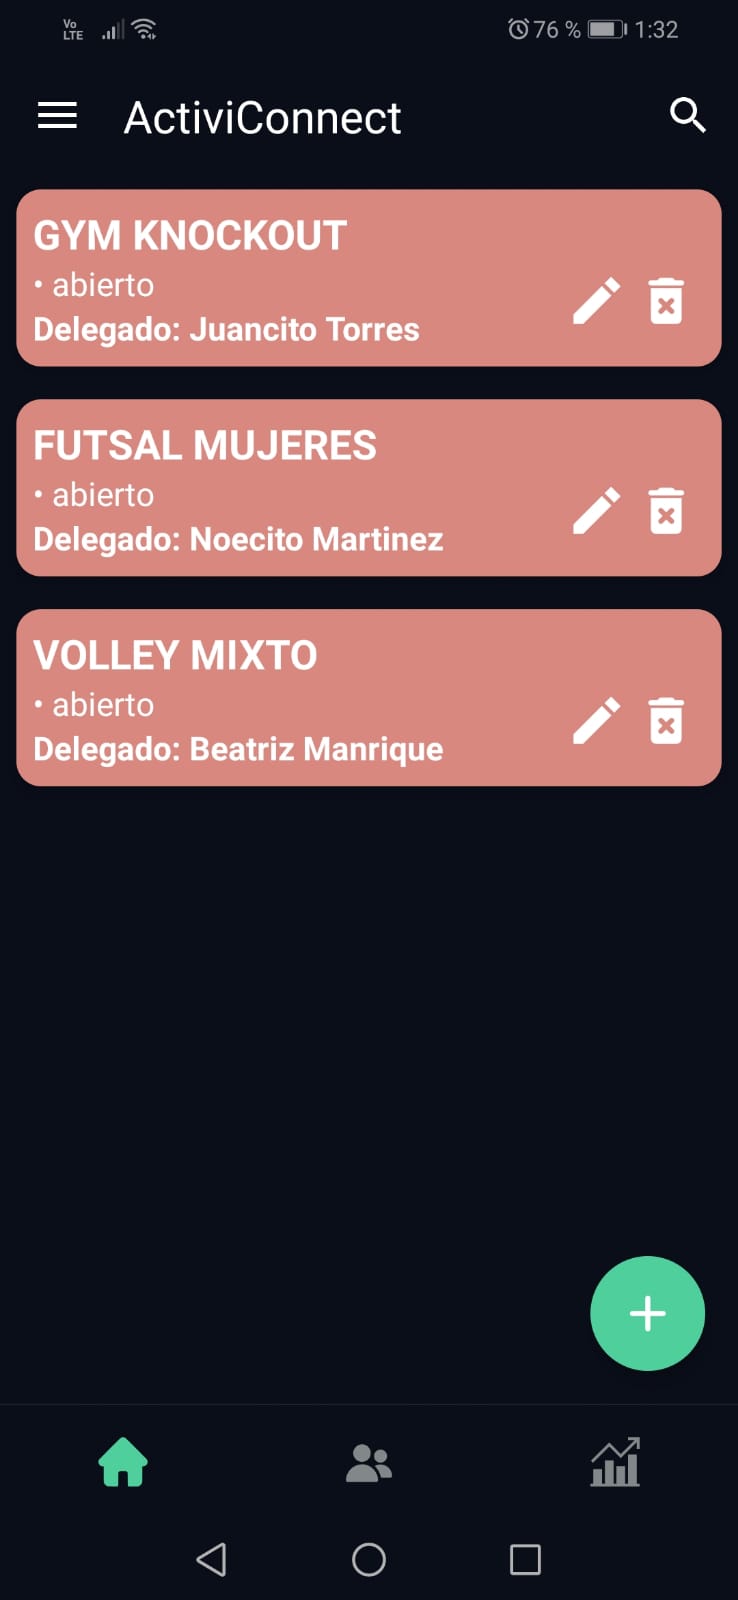 Vo
LTE
76 % 1:32
ActiviConnect
GYM KNOCKOUT
• abierto
Delegado: Juancito Torres
FUTSAL MUJERES
• abierto
Delegado: Noecito Martinez
VOLLEY MIXTO
• abierto
Delegado: Beatriz Manrique